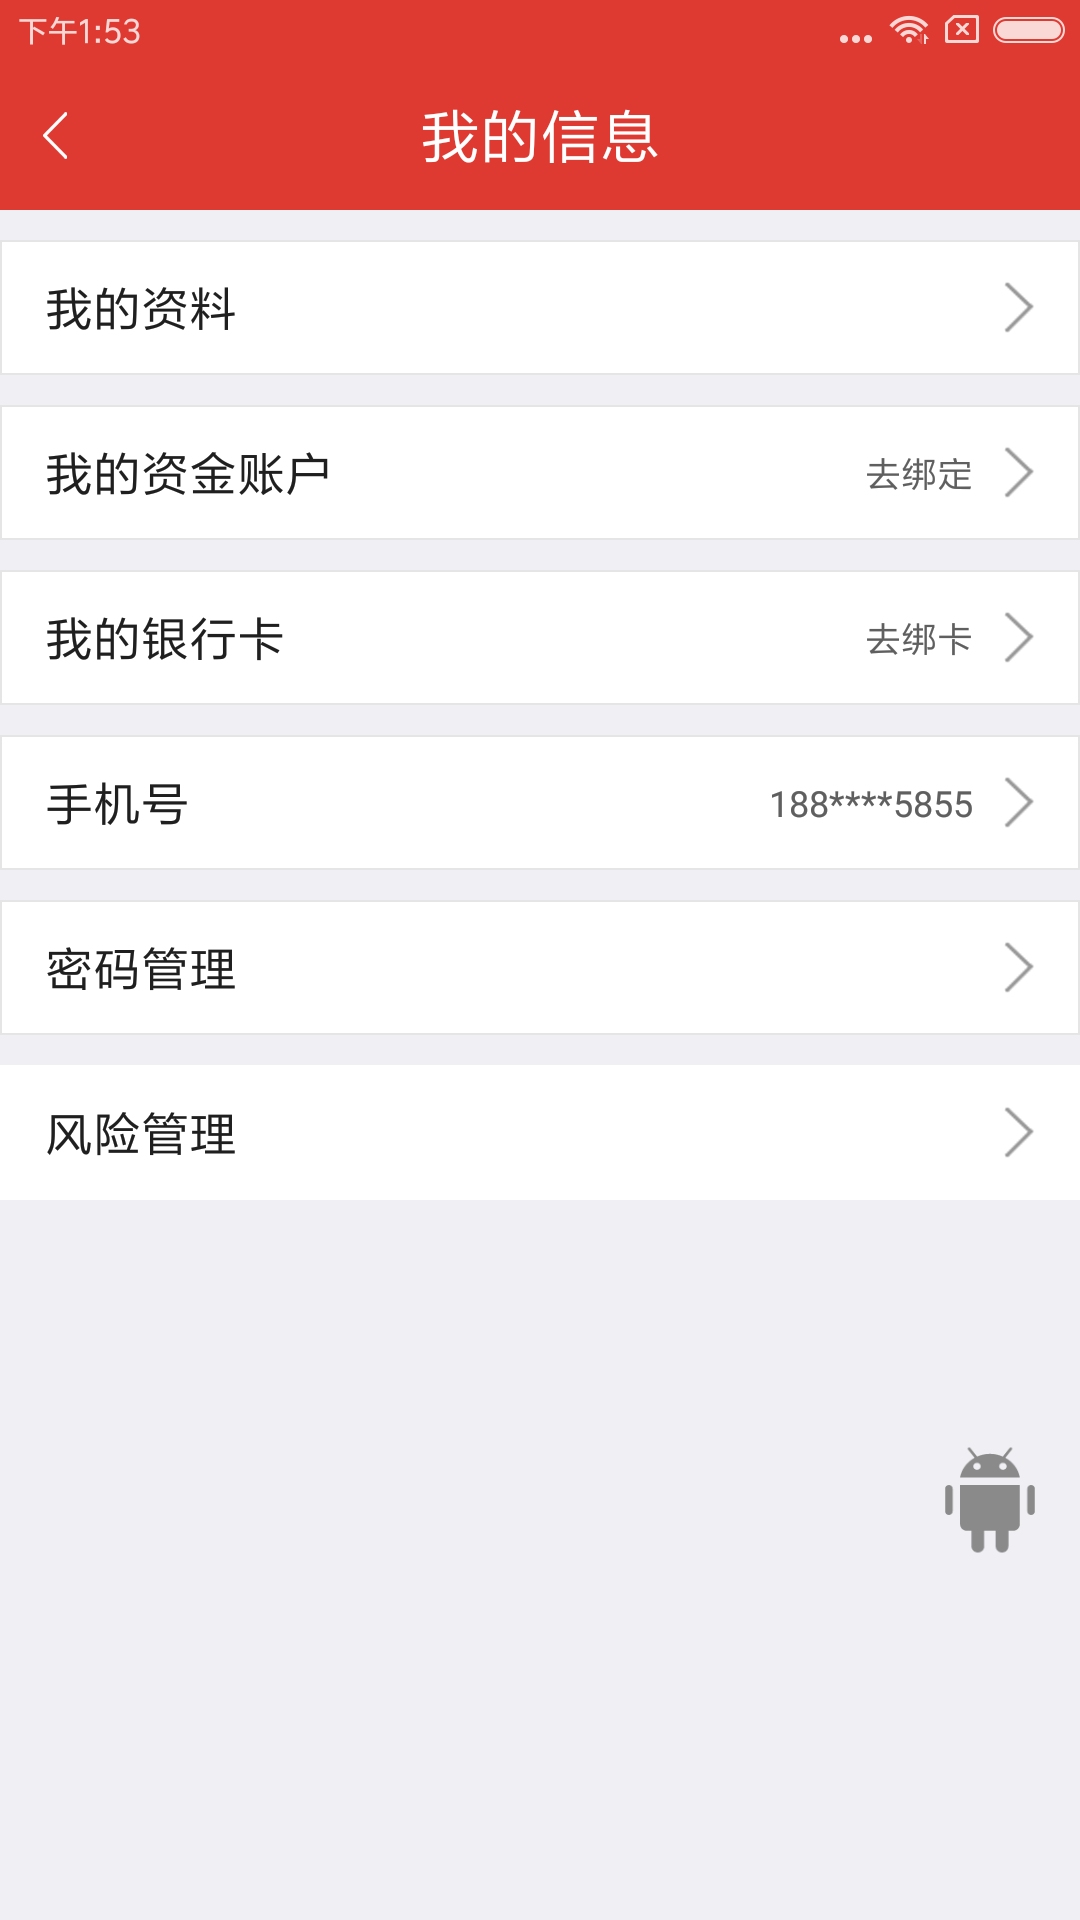 下午1:53
我的信息
我的资料
我的资金账户 去绑定
我的银行卡 去绑卡
手机号 188****5855
密码管理
风险管理